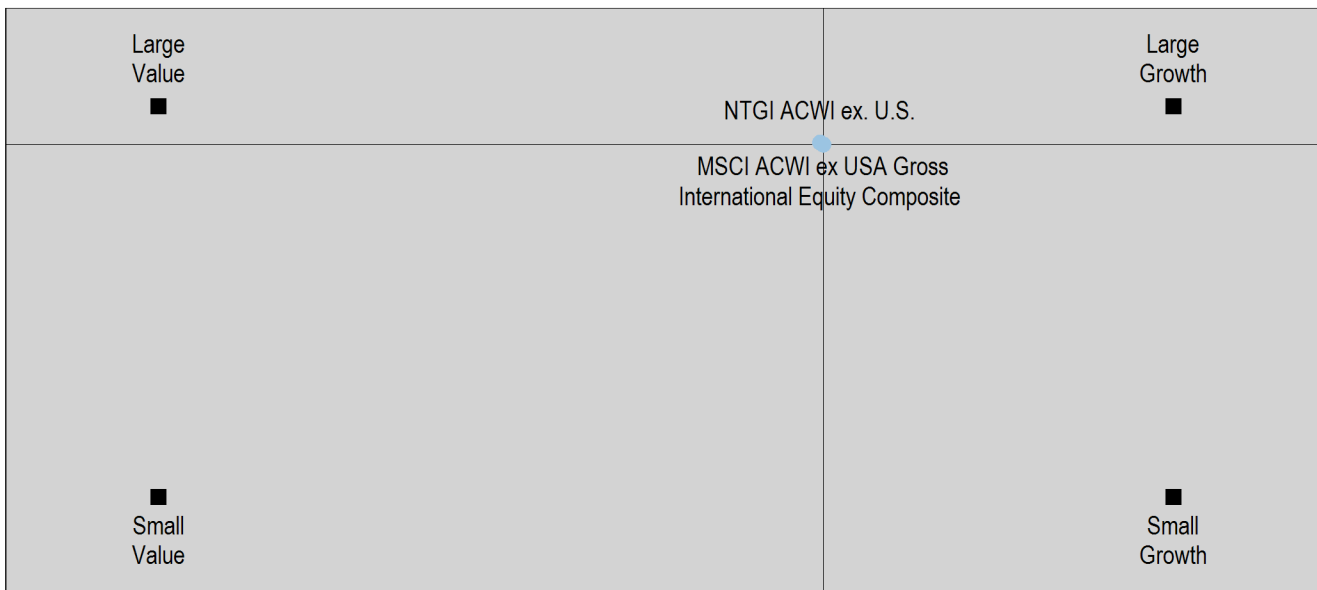 Large
Value
Large
Growth
NTGI ACWI ex. U.S.
MSCI ACWI ex USA Gross
International Equity Composite
Small
Value
Small
Growth